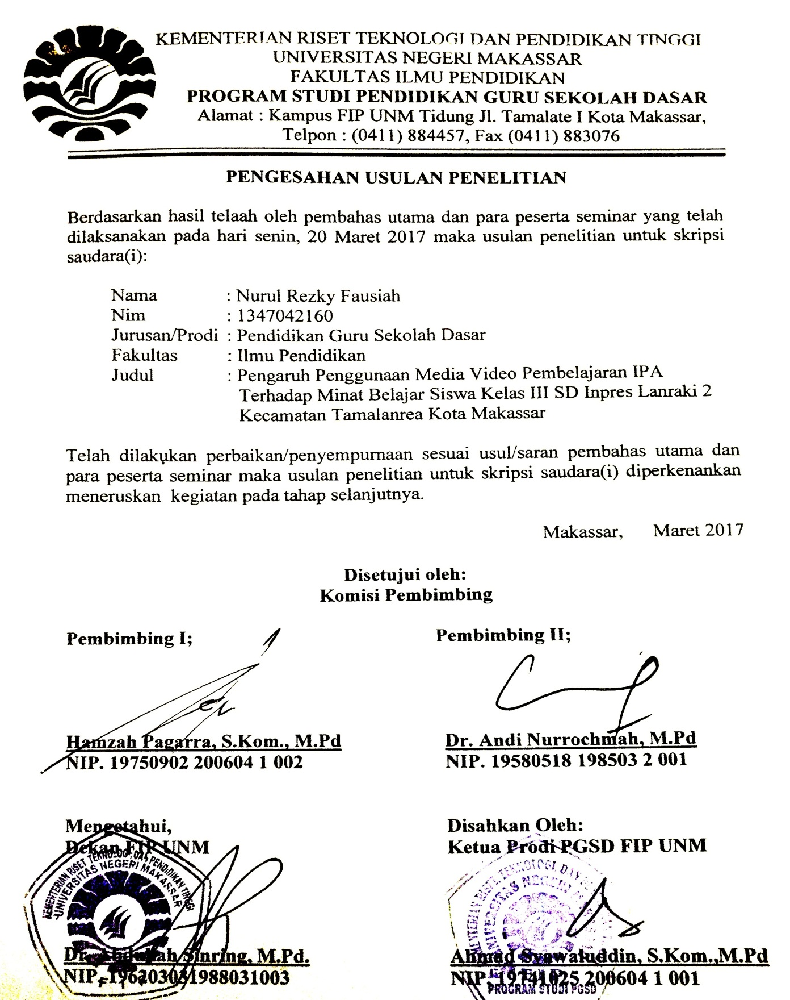 KEMENTERIAN RISET TEKNOLOGI DAN PENDIDIKAN TINGGI
UNIVERSITAS NEGERI MAKASSAR
FAKULTAS ILMU PENDIDIKAN
PROGRAM STUDI PENDIDIKAN GURU SEKOLAH DASAR
Alamat : Kampus FIP UNM Tidung Jl. Tamalate I Kota Makassar,
Telpon : (0411) 884457, Fax (0411) 883076
PENGESAHAN USULAN PENELITIAN
Berdasarkan hasil telaah oleh pembahas utama dan para peserta seminar yang telah
dilaksanakan pada hari senin, 20 Maret 2017 maka usulan penelitian untuk skripsi
saudara(i):
Nama : Nurul Rezky Fausiah
Nim : 1347042160
Jurusan/Prodi : Pendidikan Guru Sekolah Dasar
Fakultas : Ilmu Pendidikan
Judul : Pengaruh Penggunaan Media Video Pembelajaran IPA
Terhadap Minat Belajar Siswa Kelas III SD Inpres Lanraki 2
Kecamatan Tamalanrea Kota Makassar
Telah dilakukan perbaikan/penyempurnaan sesuai usul/saran pembahas utama dan
para peserta seminar maka usulan penelitian untuk skripsi saudara(i) diperkenankan
meneruskan kegiatan pada tahap selanjutnya.
Makassar, Maret 2017
Disetujui oleh:
Komisi Pembimbing
Pembimbing I; Pembimbing II;
Hamzah Pagarra, S.Kom., M.Pd Dr. Andi Nurrochmah, M.Pd
NIP. 19750902 200604 1 002 NIP. 19580518 198503 2 001
Mengetahui, Disahkan Oleh:
Dekan FIP UNM Ketua Prodi PGSD FIP UNM
KEMENTERIAN RISET TEKNOLOGI DAN PENDIDIKAN TINGGI
UNIVERSITAS NEGERI MAKASSAR
UNIVERSITAS NEGERI
Dr. Abdullah Sinring, M.Pd. Ahmad Syawaluddin, S.Kom.,M.Pd
NIP. 196203031988031003 NIP. 19741025 200604 1 001
PROGRAM STUDI PGSD